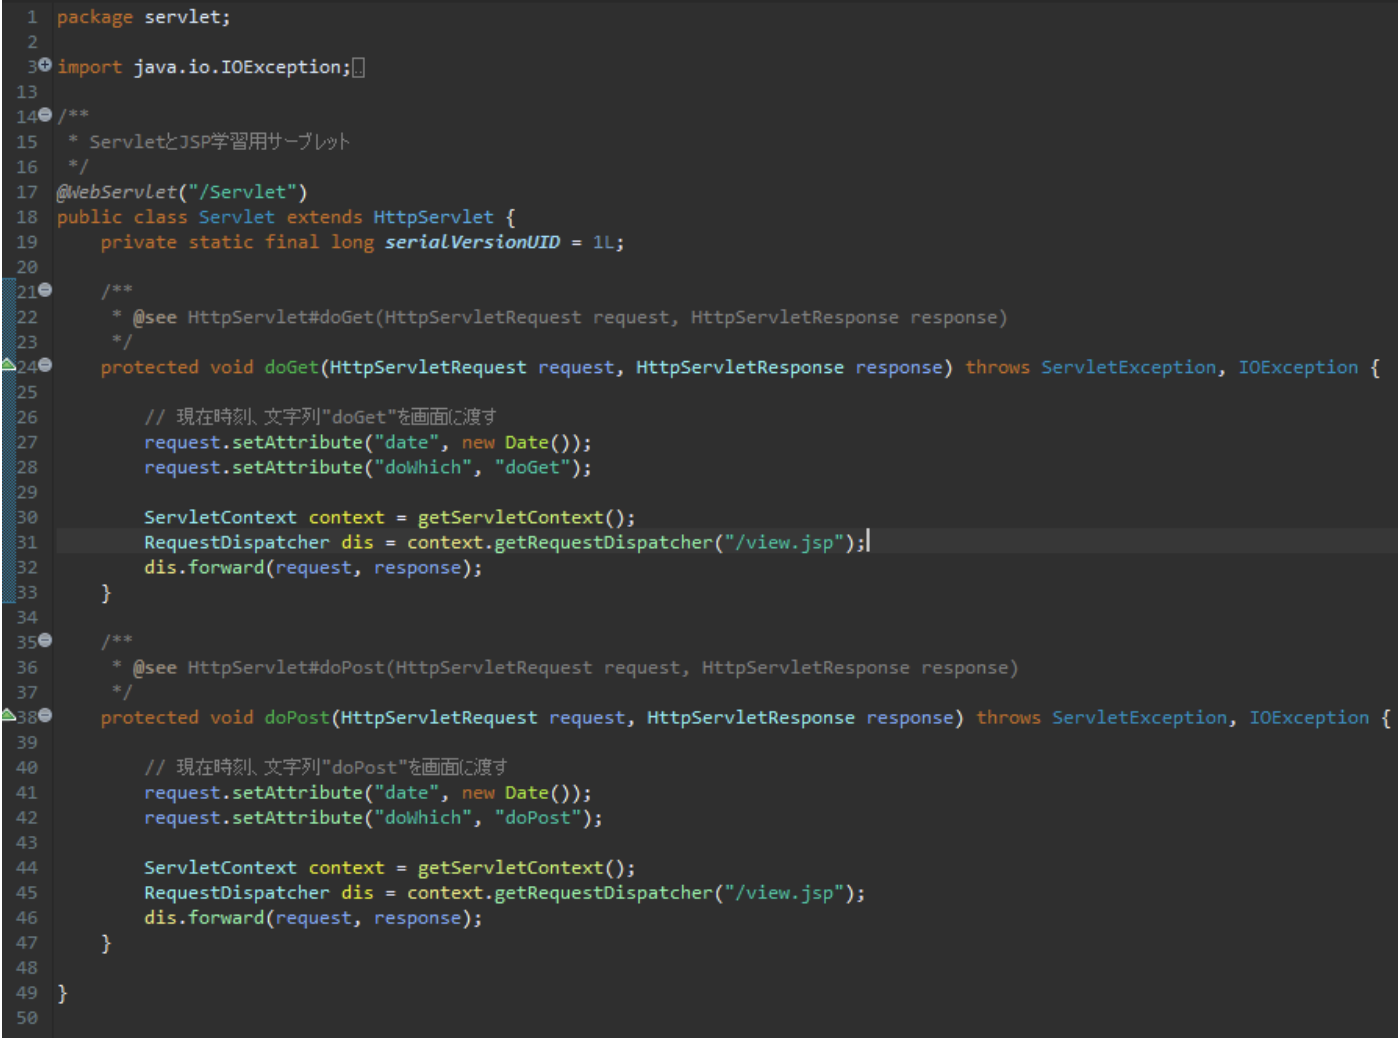 1 package servlet;
2
3 import java.io.IOException;
13
14 /**
15  * ServletとJSP学習用サーブレット
16  */
17 @WebServlet("/Servlet")
18 public class Servlet extends HttpServlet {
19     private static final long serialVersionUID = 1L;
20
21     /**
22      * @see HttpServlet#doGet(HttpServletRequest request, HttpServletResponse response)
23      */
24     protected void doGet(HttpServletRequest request, HttpServletResponse response) throws ServletException, IOException {
25
26         // 現在時刻、文字列"doGet"を画面に渡す
27         request.setAttribute("date", new Date());
28         request.setAttribute("doWhich", "doGet");
29
30         ServletContext context = getServletContext();
31         RequestDispatcher dis = context.getRequestDispatcher("/view.jsp");
32         dis.forward(request, response);
33     }
34
35     /**
36      * @see HttpServlet#doPost(HttpServletRequest request, HttpServletResponse response)
37      */
38     protected void doPost(HttpServletRequest request, HttpServletResponse response) throws ServletException, IOException {
39
40         // 現在時刻、文字列"doPost"を画面に渡す
41         request.setAttribute("date", new Date());
42         request.setAttribute("doWhich", "doPost");
43
44         ServletContext context = getServletContext();
45         RequestDispatcher dis = context.getRequestDispatcher("/view.jsp");
46         dis.forward(request, response);
47     }
48
49 }
50